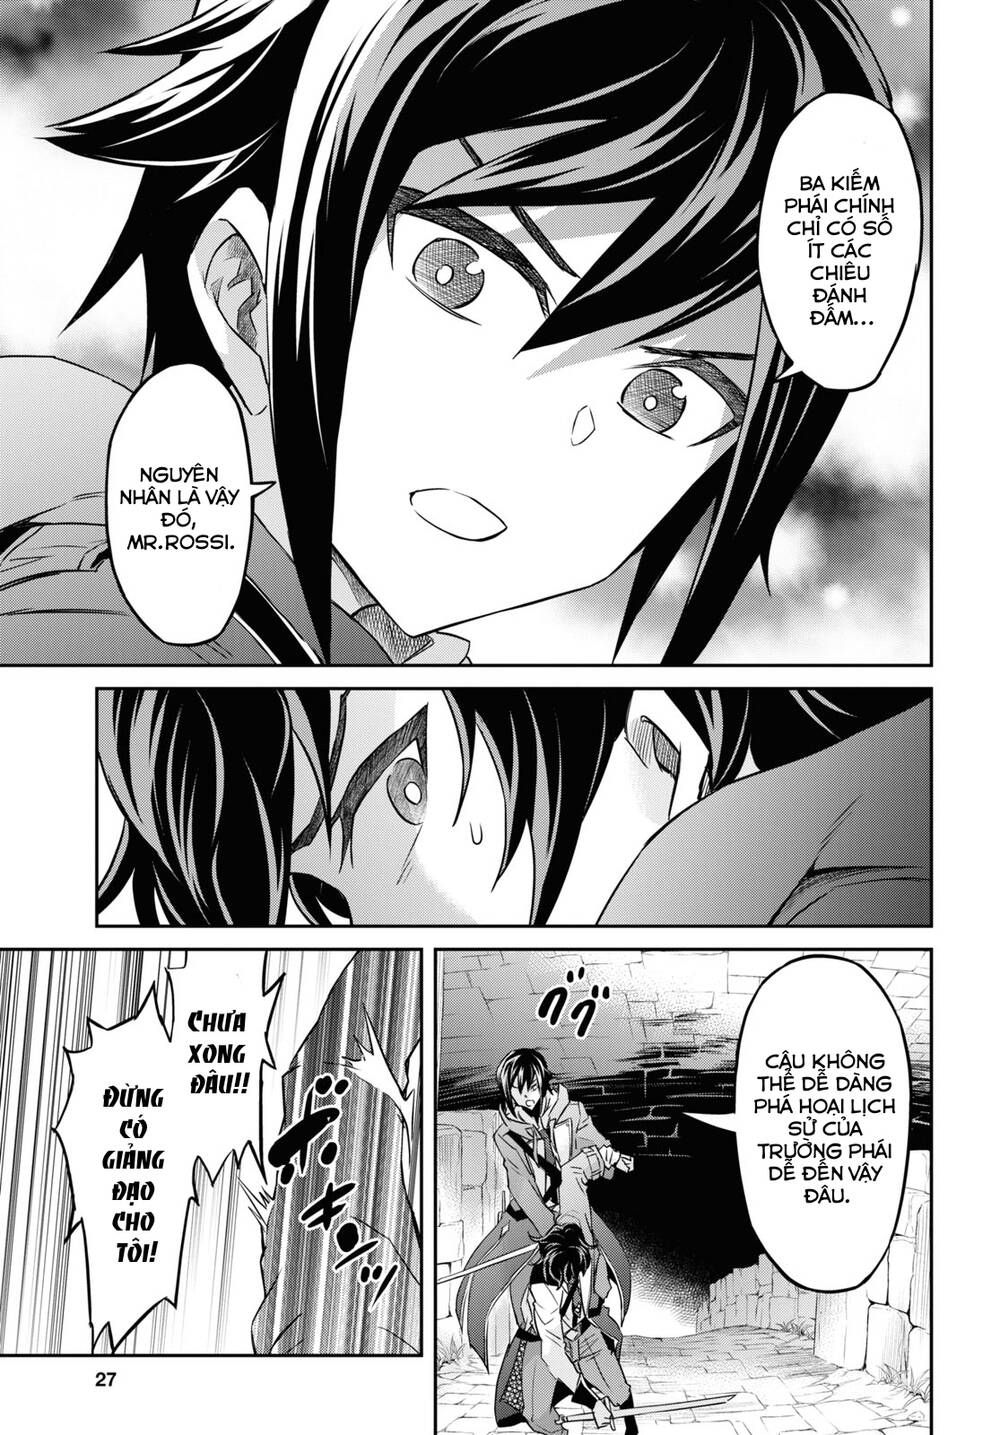 BA KIẾM
PHÁI CHÍNH
CHỈ CÓ SỐ
ÍT CÁC
CHIÊU
ĐÁNH
ĐẤM...
NGUYÊN
NHÂN LÀ VẬY
ĐÓ,
MR.ROSSI.
CẬU KHÔNG
THỂ DỄ DÀNG
PHÁ HOẠI LỊCH
SỬ CỦA
TRƯỜNG PHÁI
DỄ ĐẾN VẬY
ĐÂU.
ググ
CHƯA
XONG
ĐÂU!!
ĐỪNG
CÓ
GIẢNG
ĐẠO
CHO
TÔI!
27